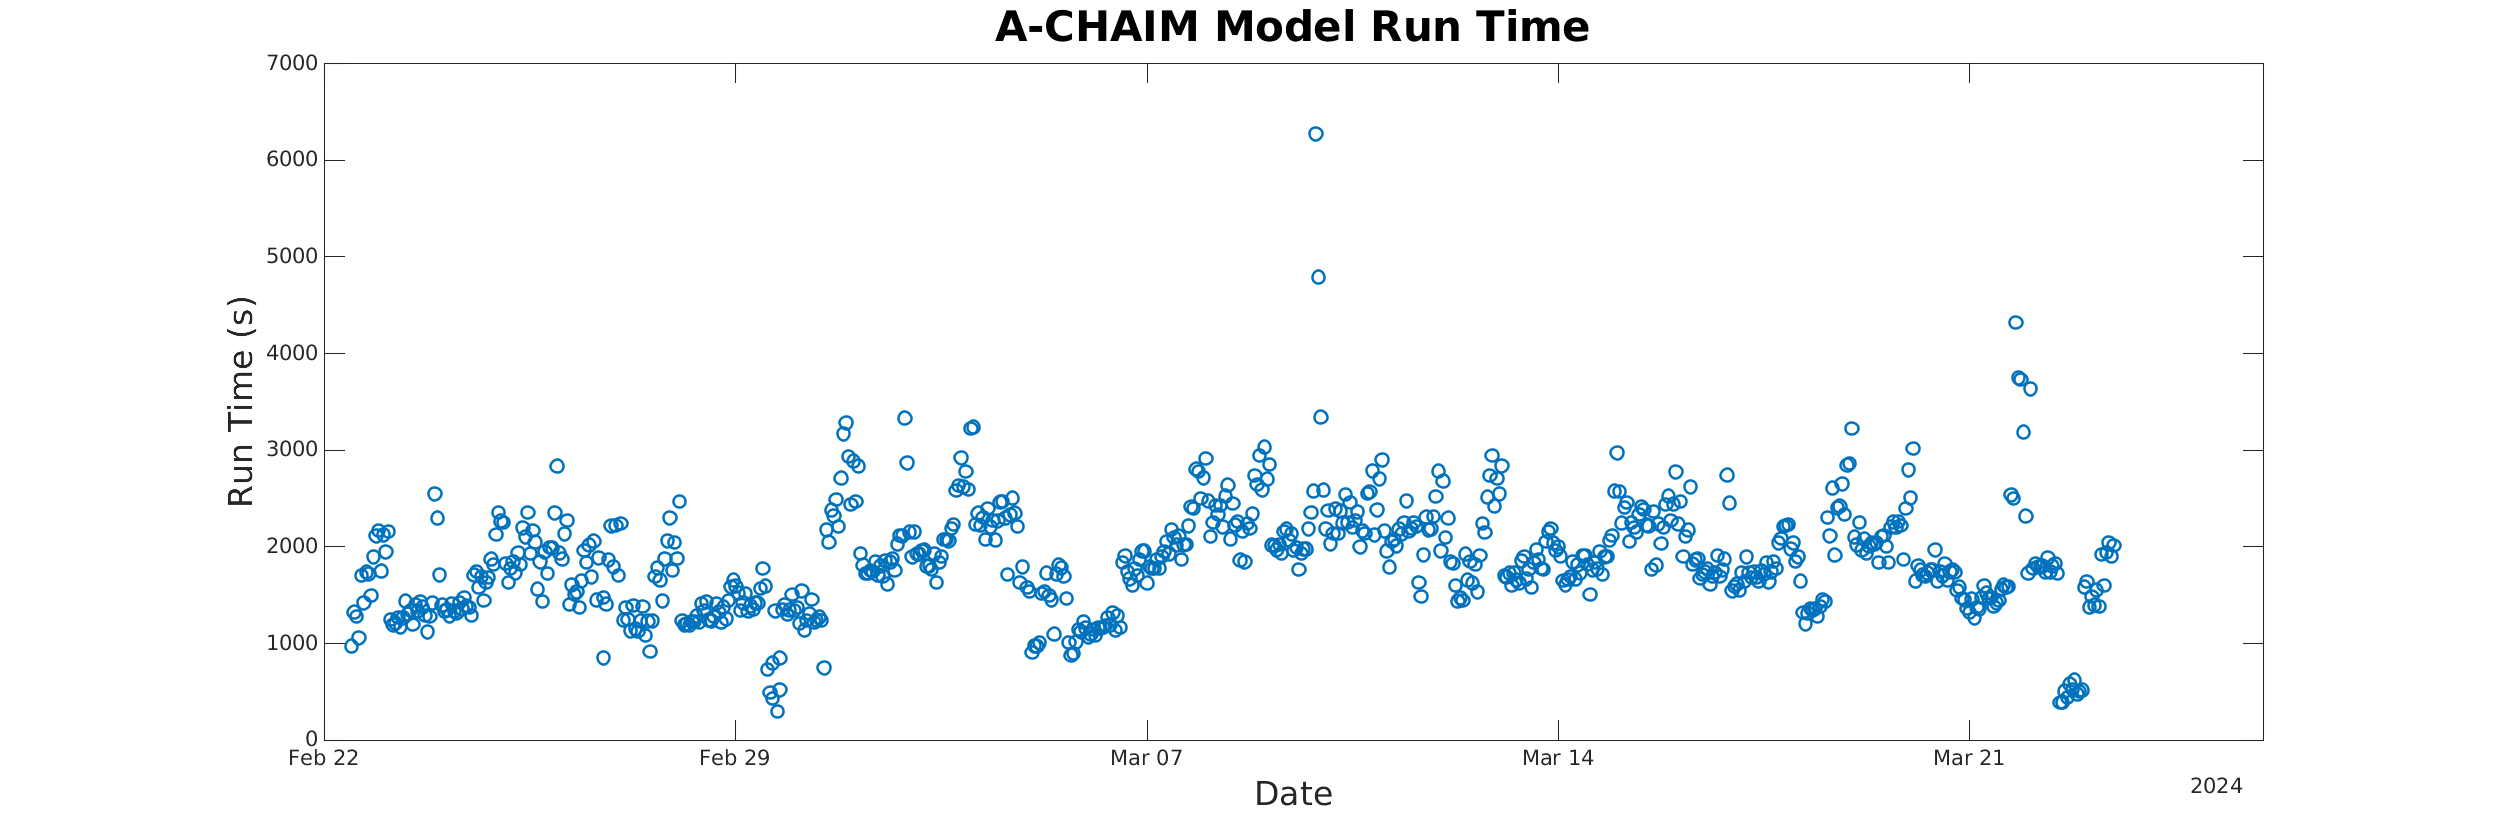 A-CHAIM Model Run Time
7000
6000
5000
4000
3000
2000
1000
0
Run Time (s)
Feb 22
Feb 29
Mar 07
Mar 14
Mar 21
2024
Date